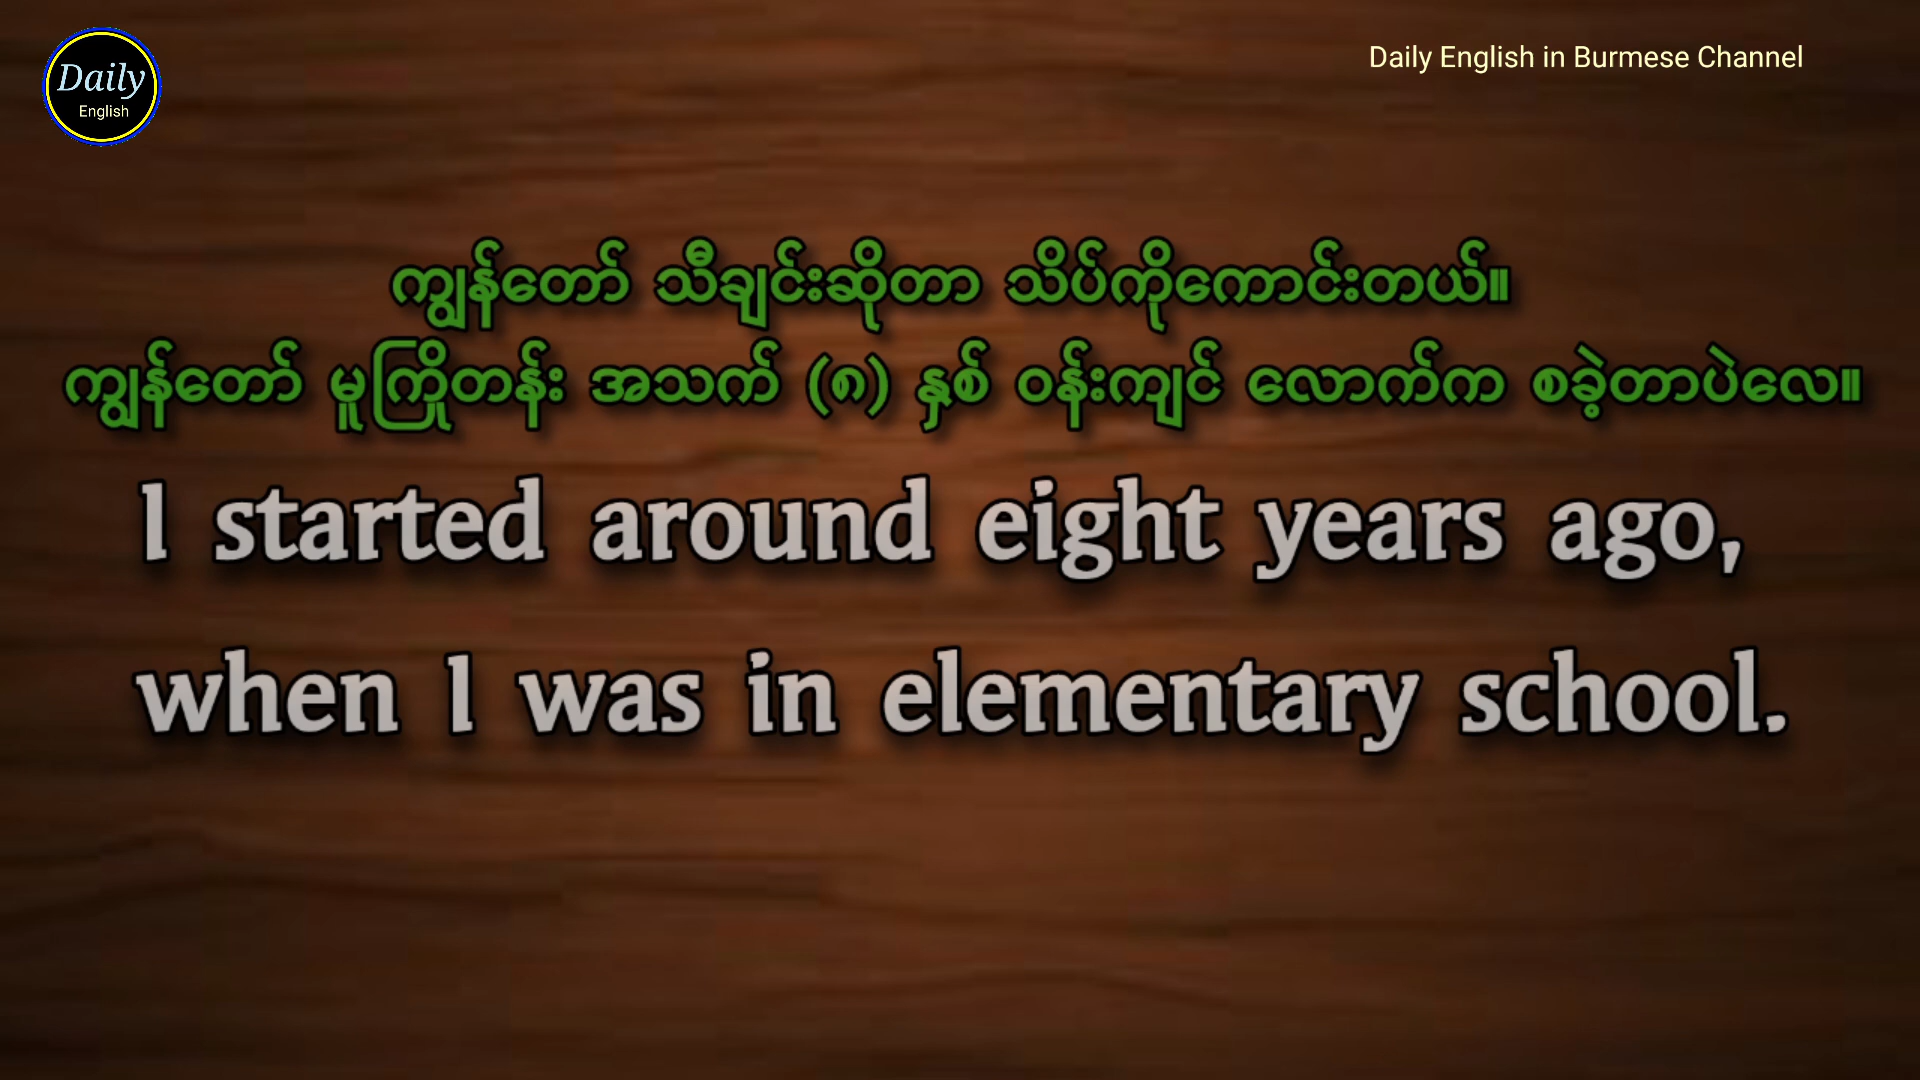 Daily
English
Daily English in Burmese Channel
ကျွန်တော် သီချင်းဆိုတာ သိပ်ကိုကောင်းတယ်။
ကျွန်တော် မူကြိုတန်း အသက် (၈) နှစ် ဝန်းကျင် လောက်က စခဲ့တာပဲလေ။
I started around eight years ago,
when I was in elementary school.